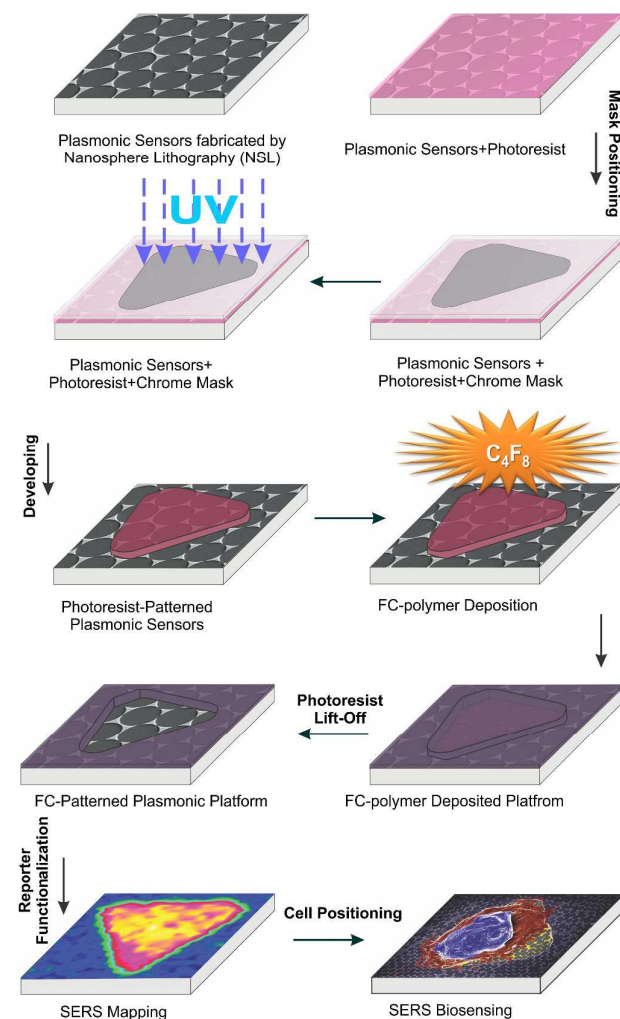 Plasmonic Sensors fabricated by
Nanosphere Lithography (NSL)
Plasmonic Sensors+Photoresist
Mask Positioning
UV
Plasmonic Sensors +
Photoresist+Chrome Mask
Plasmonic Sensors+
Photoresist+Chrome Mask
Developing
Photoresist-Patterned
Plasmonic Sensors
C₄F₈
FC-polymer Deposition
FC-polymer Deposited Platfrom
Photoresist
Lift-Off
FC-Patterned Plasmonic Platform
Reporter
Functionalization
SERS Mapping
Cell Positioning
SERS Biosensing